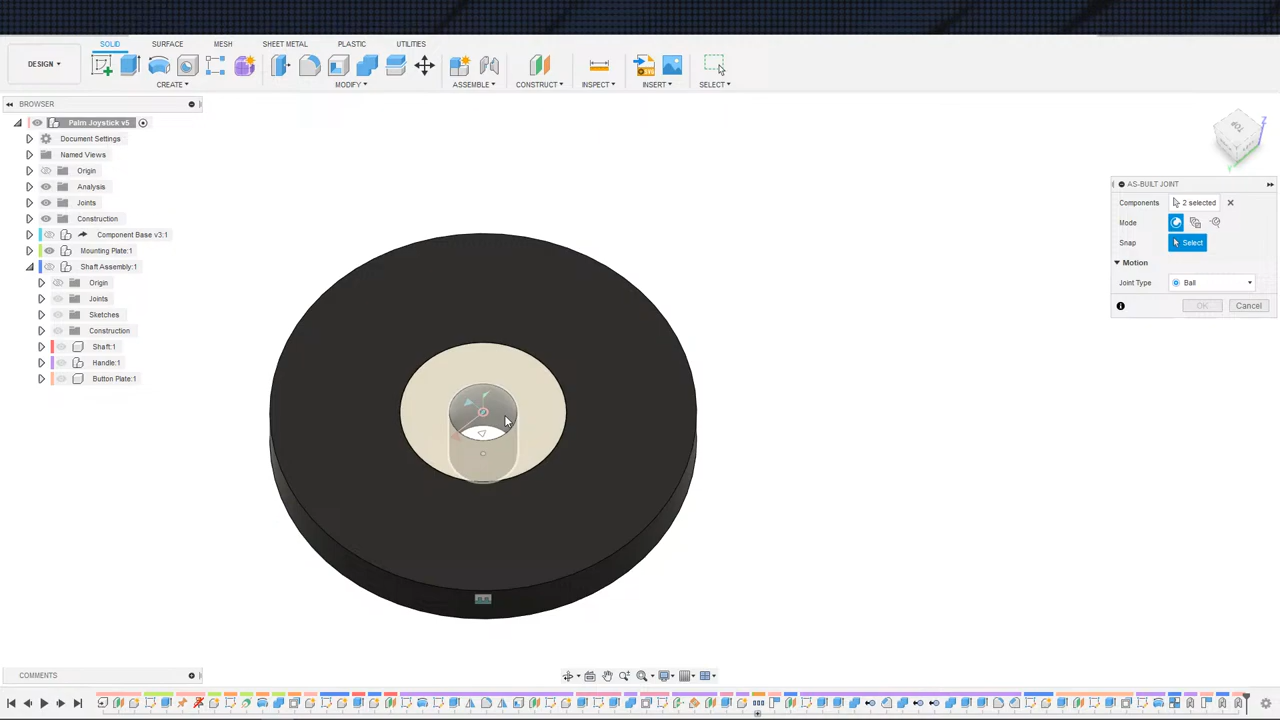 SOLID SURFACE MESH SHEET METAL PLASTIC UTILITIES
DESIGN
CREATE MODIFY ASSEMBLE CONSTRUCT INSPECT INSERT SELECT
BROWSER
Palm Joystick v5
Document Settings
Named Views
Origin
Analysis
Joints
Construction
Component Base v3:1
Mounting Plate:1
Shaft Assembly:1
Origin
Joints
Sketches
Construction
Shaft:1
Handle:1
Button Plate:1
TOP
Z
AS-BUILT JOINT
Components 2 selected
Mode
Snap Select
Motion
Joint Type Ball
OK Cancel
COMMENTS